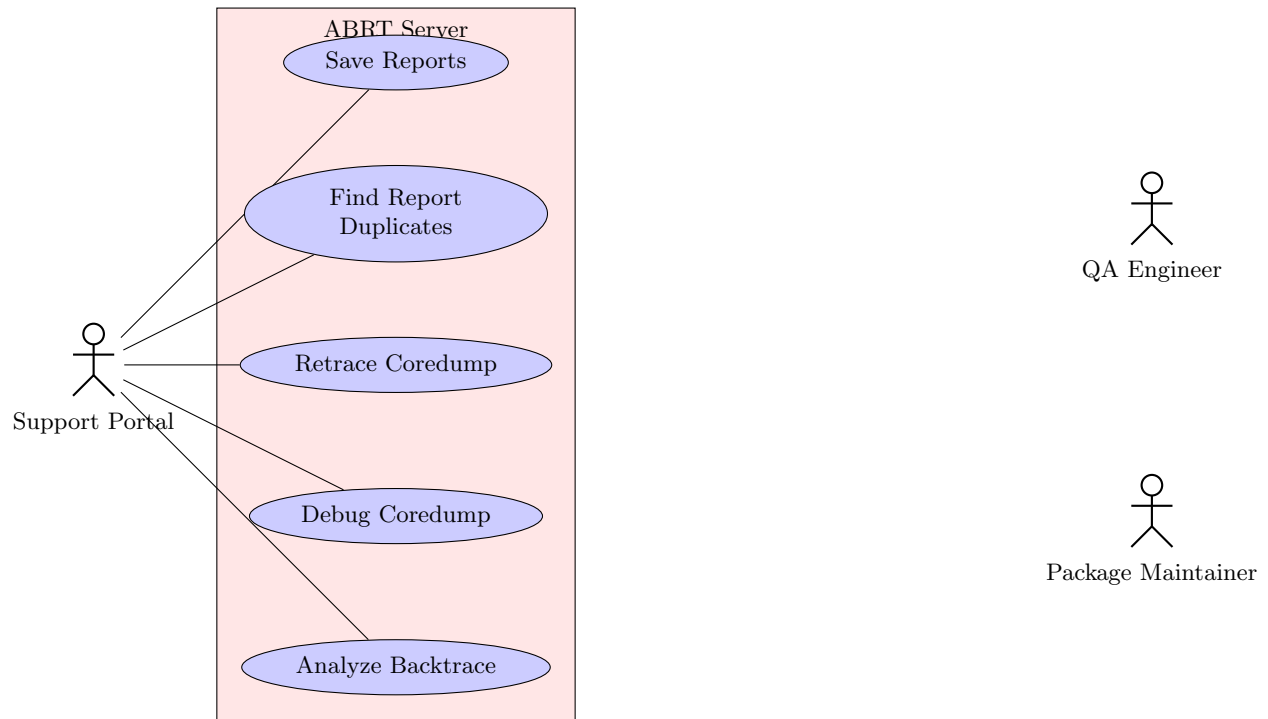 ABRT Server
Save Reports
Find Report
Duplicates
QA Engineer
Retrace Coredump
Support Portal
Debug Coredump
Package Maintainer
Analyze Backtrace